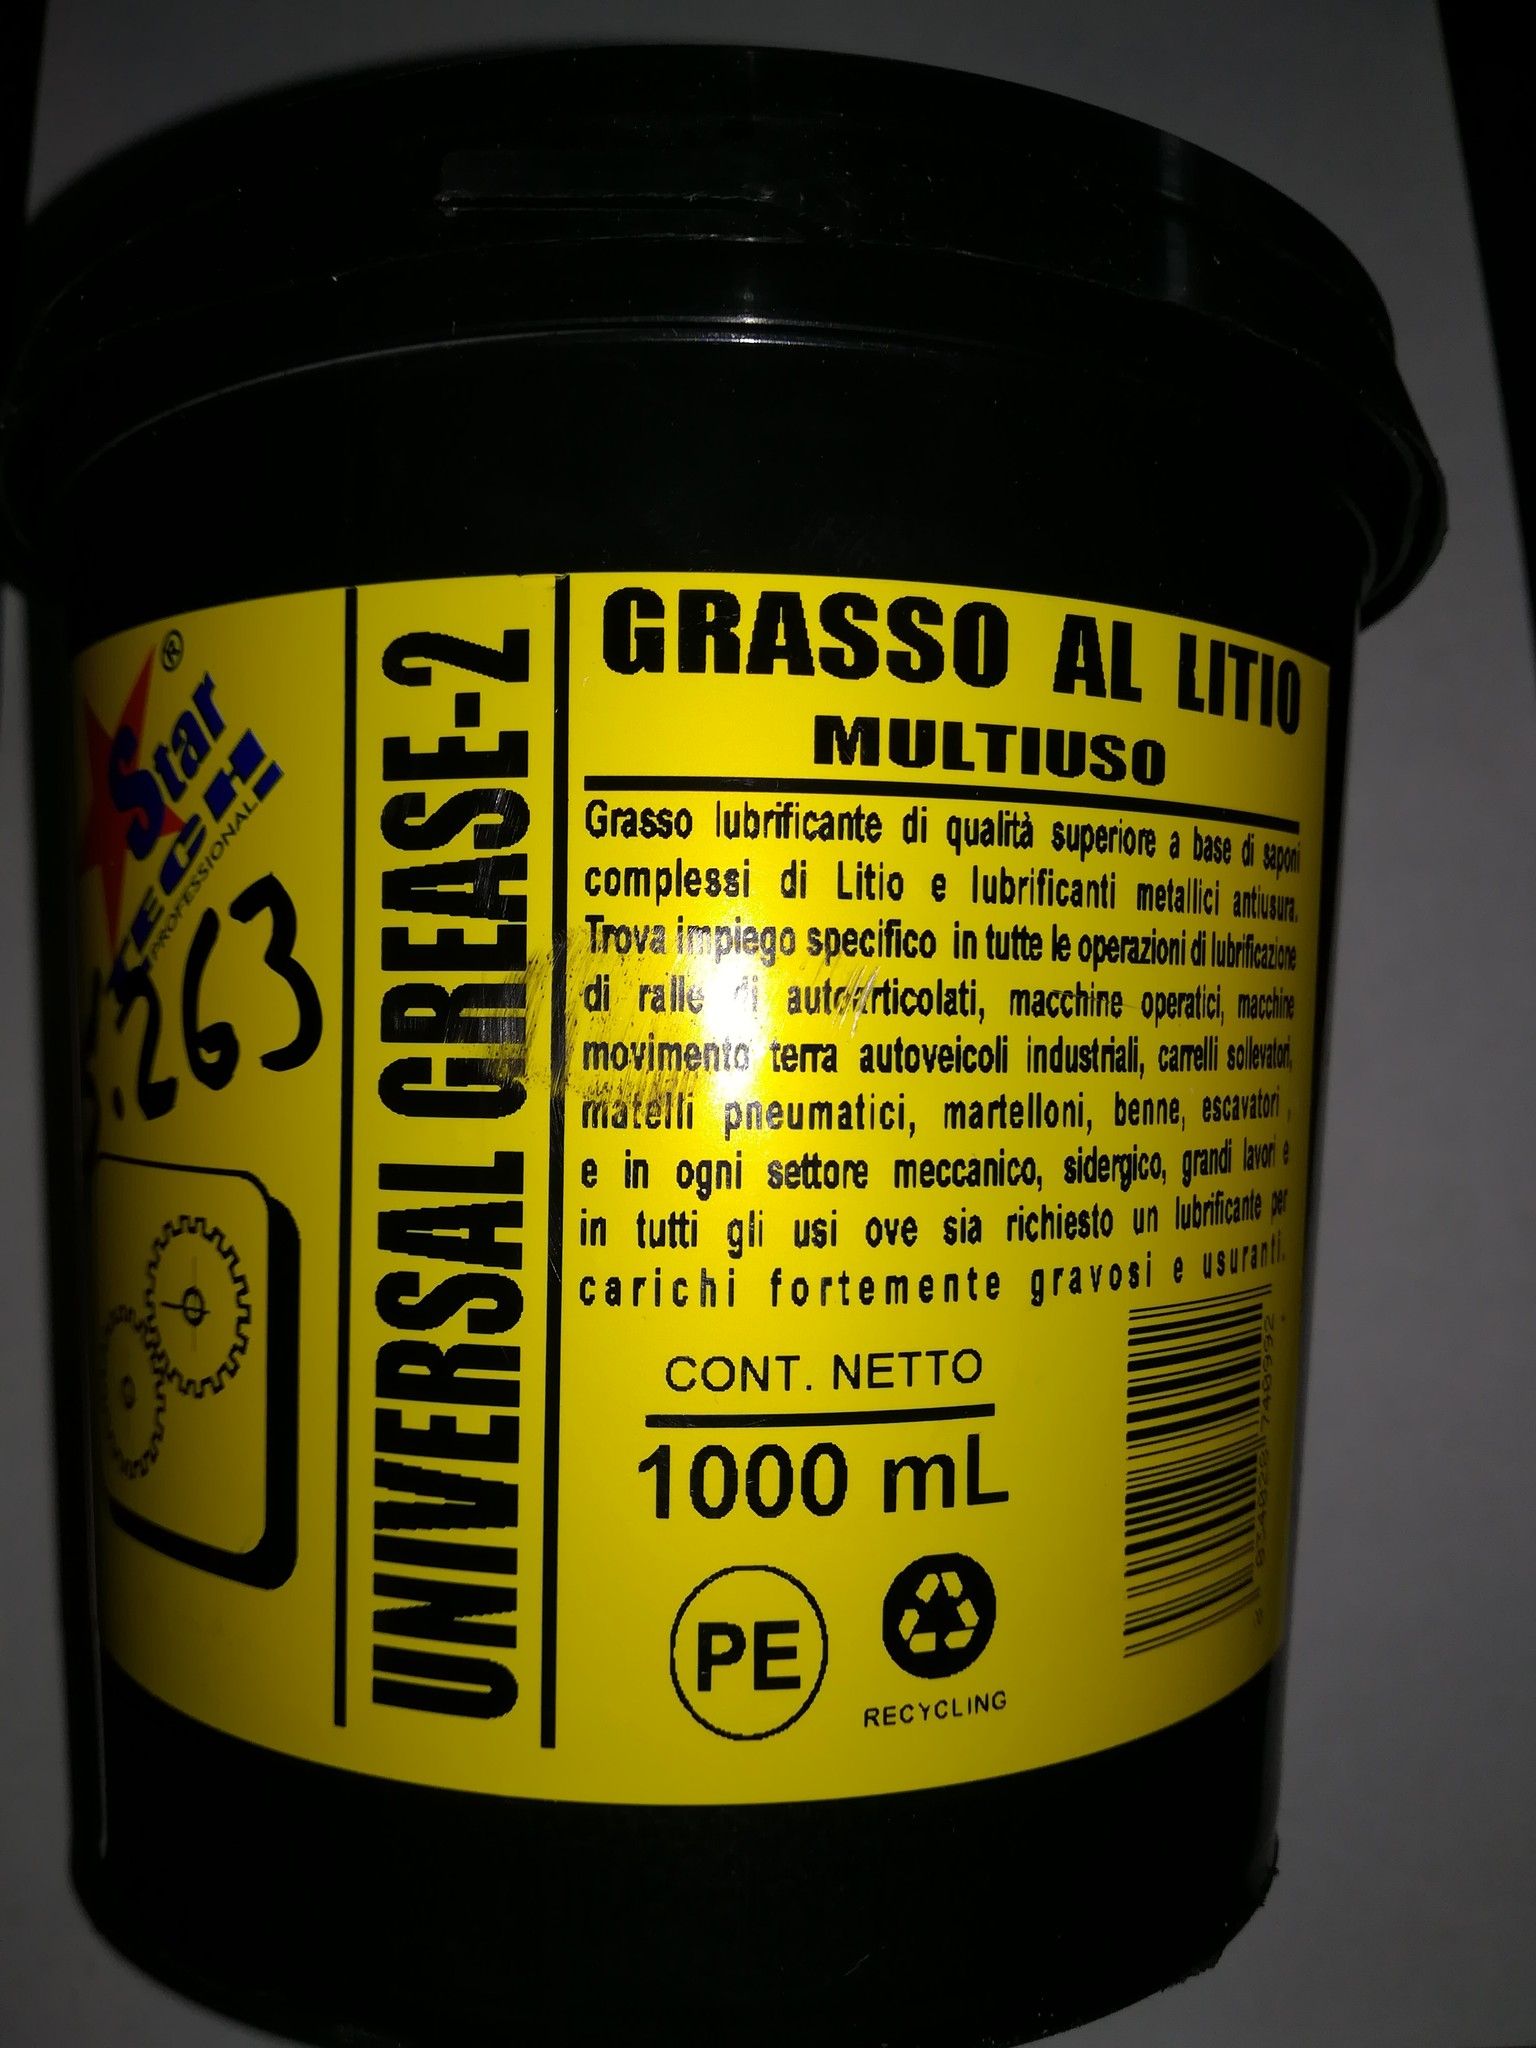 Star
®
TECH
PROFESSIONAL
.263
UNIVERSAL GREASE-2
GRASSO AL LITIO
MULTIUSO
Grasso lubrificante di qualità superiore a base di saponi
complessi di Litio e lubrificanti metallici antiusura.
Trova impiego specifico in tutte le operazioni di lubrificazione
di ralle di autoarticolati, macchine operatici, macchine
movimento terra autoveicoli industriali, carrelli sollevatori,
matelli pneumatici, martelloni, benne, escavatori ,
e in ogni settore meccanico, sidergico, grandi lavori e
in tutti gli usi ove sia richiesto un lubrificante per
carichi fortemente gravosi e usuranti.
CONT. NETTO
1000 mL
PE
RECYCLING